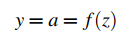 y = a = f(z)